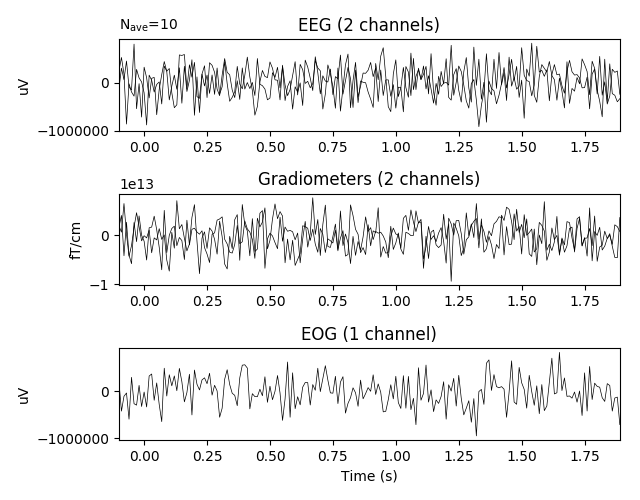 N_ave=10
EEG (2 channels)
uV
0
−1000000
0.00 0.25 0.50 0.75 1.00 1.25 1.50 1.75
1e13
Gradiometers (2 channels)
fT/cm
0
−1
0.00 0.25 0.50 0.75 1.00 1.25 1.50 1.75
EOG (1 channel)
uV
0
−1000000
0.00 0.25 0.50 0.75 1.00 1.25 1.50 1.75
Time (s)